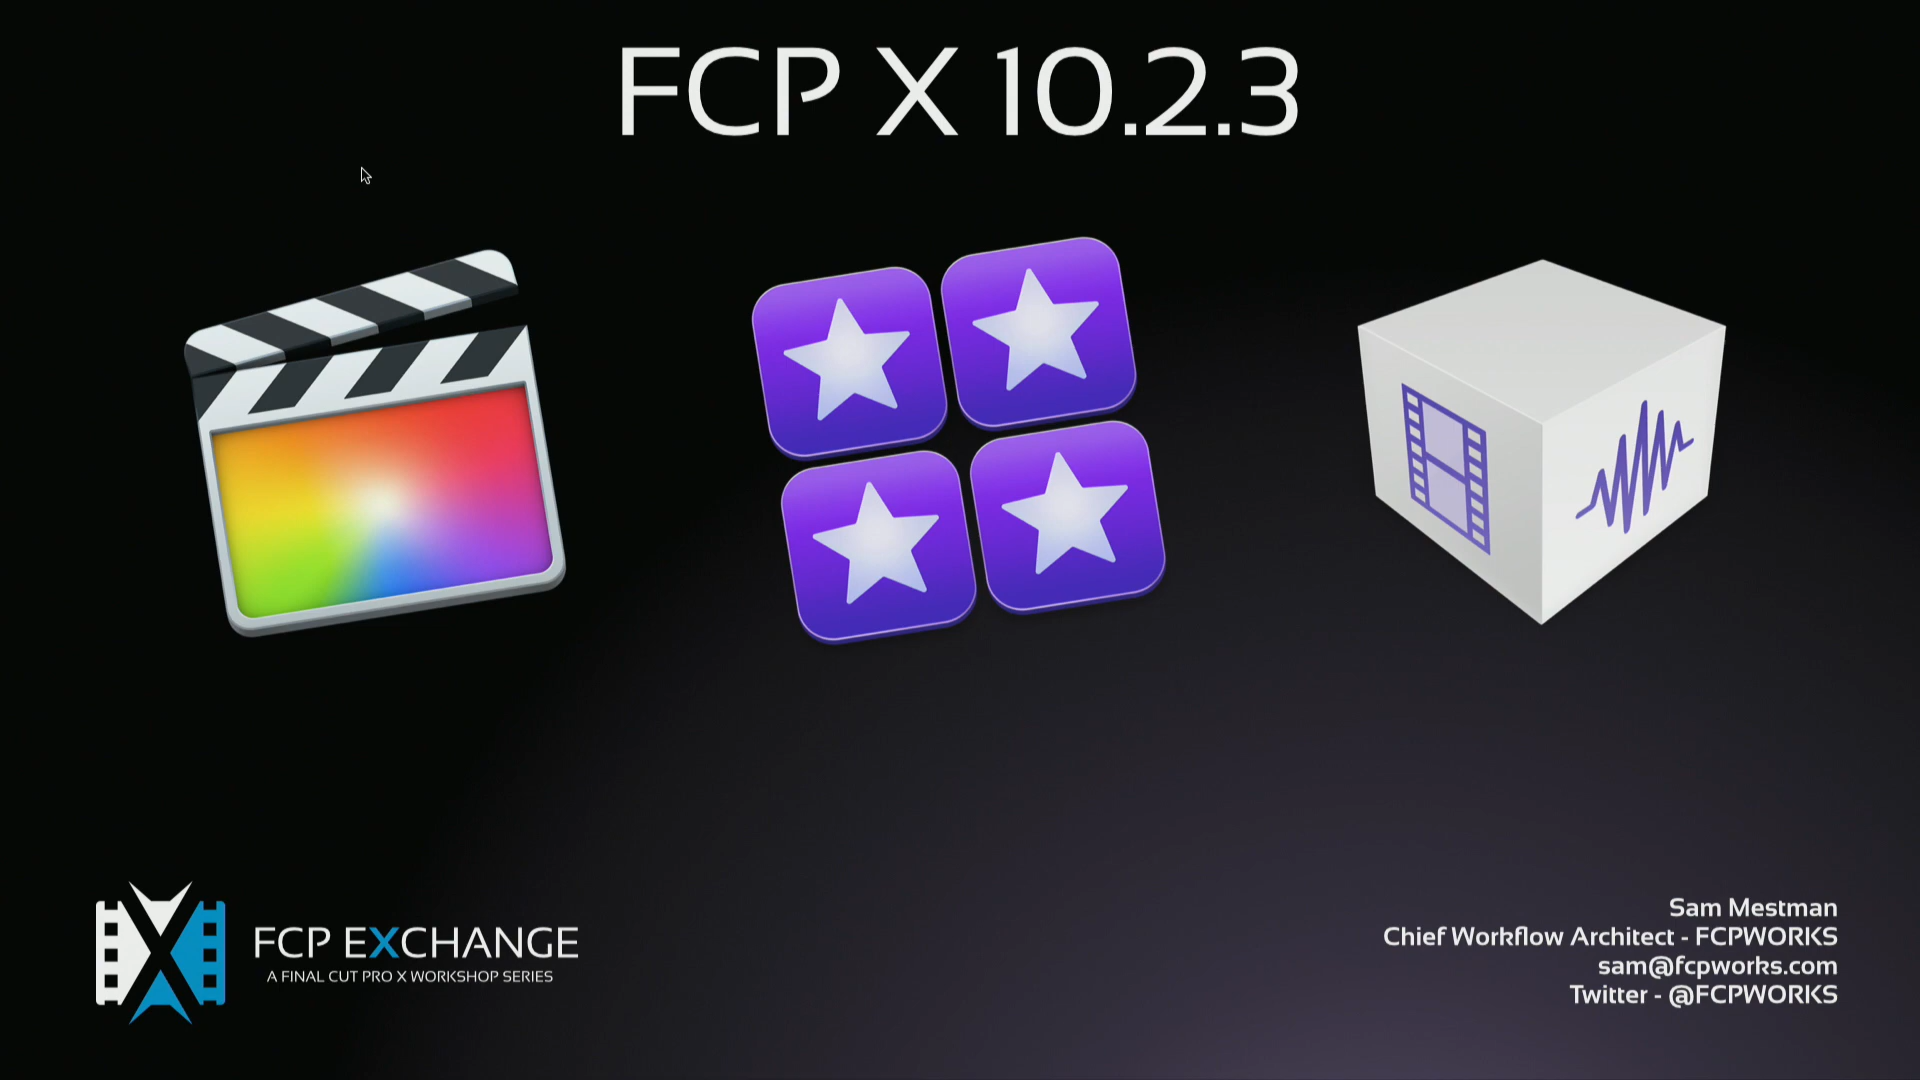 FCP X 10.2.3
FCP EXCHANGE
A FINAL CUT PRO X WORKSHOP SERIES
Sam Mestman
Chief Workflow Architect - FCPWORKS
sam@fcpworks.com
Twitter - @FCPWORKS